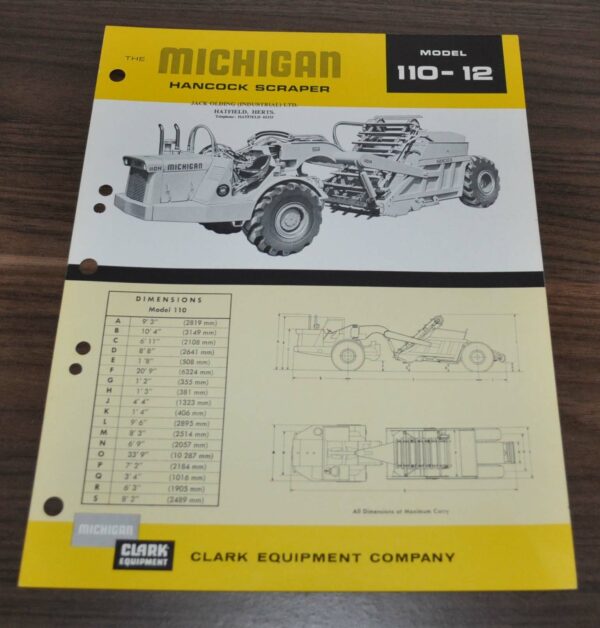 THE MICHIGAN
HANCOCK SCRAPER
MODEL
110-12
JACK OLDING (INDUSTRIAL) LTD.
HATFIELD, HERTS.
MICHIGAN
DIMENSIONS
Model 110
A 9' 3" (2819 mm)
B 10' 4" (3149 mm)
C 6' 11" (2108 mm)
D 8' 8" (2641 mm)
E 1' 8" (508 mm)
F 20' 9" (6324 mm)
G 1' 2" (355 mm)
H 1' 3" (381 mm)
J 4' 4" (1323 mm)
K 1' 4" (406 mm)
L 9' 6" (2895 mm)
M 8' 3" (2514 mm)
N 6' 9" (2057 mm)
O 33' 9" (10 287 mm)
P 7' 2" (2184 mm)
Q 3' 4" (1016 mm)
R 6' 3" (1905 mm)
S 8' 2" (2489 mm)
All Dimensions at Maximum Carry
MICHIGAN
CLARK
EQUIPMENT
CLARK EQUIPMENT COMPANY